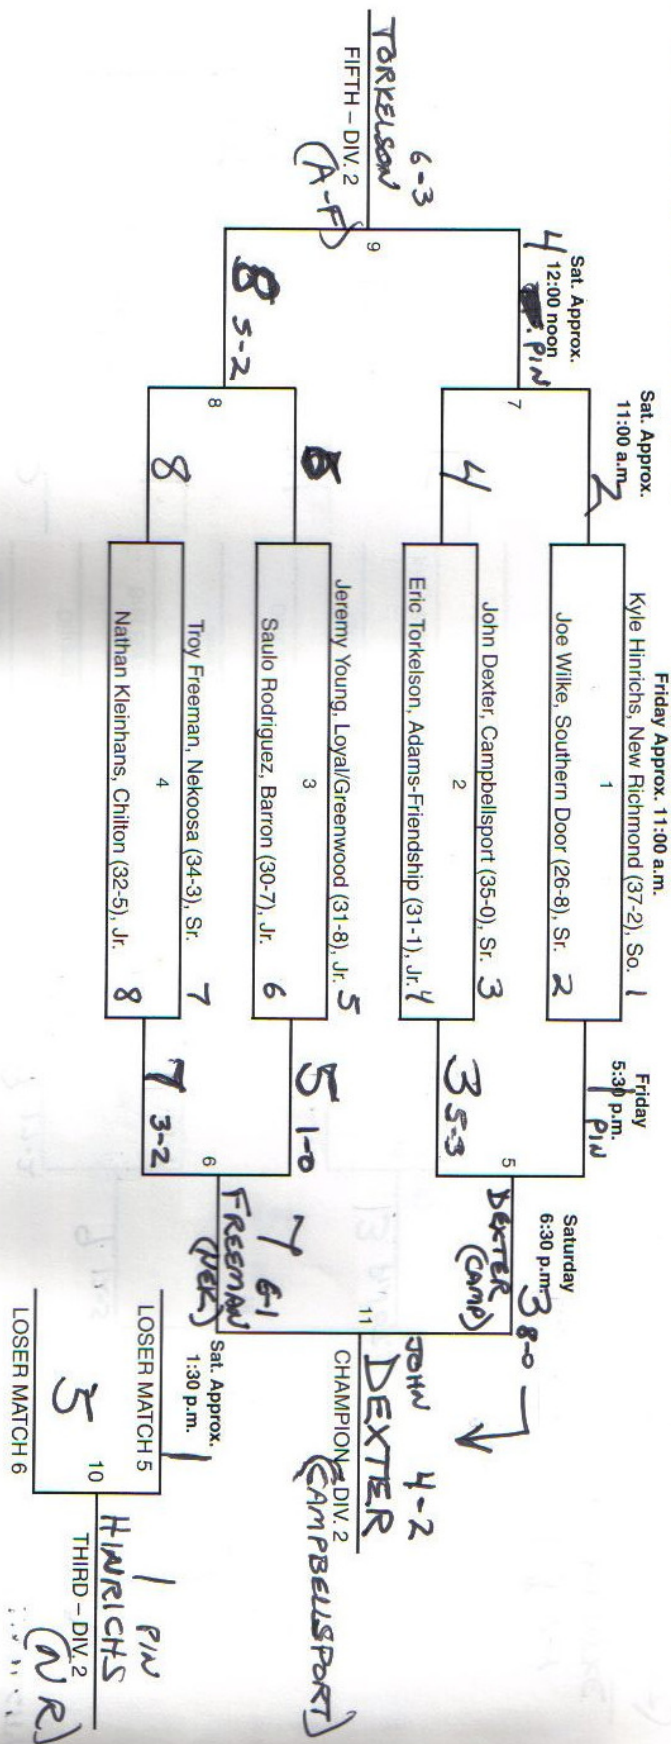 Friday Approx. 11:00 a.m.
Kyle Hinrichs, New Richmond (37-2), So. 1
1
Joe Wilke, Southern Door (26-8), Sr. 2
John Dexter, Campbellsport (35-0), Sr. 3
2
Eric Torkelson, Adams-Friendship (31-1), Jr. 4
Jeremy Young, Loyal/Greenwood (31-8), Jr. 5
3
Saulo Rodriguez, Barron (30-7), Jr. 6
Troy Freeman, Nekoosa (34-3), Sr. 7
4
Nathan Kleinhans, Chilton (32-5), Jr. 8
Friday
5:30 p.m.
1 PIN
3 5-3
5
5 1-0
7 3-2
6
Saturday
6:30 p.m.
3 8-0
DEXTER
(CAMP)
7 6-1
FREEMAN
(NEK.)
11
JOHN
DEXTER 4-2
CHAMPION – DIV. 2
(CAMPBELLSPORT)
Sat. Approx.
1:30 p.m.
LOSER MATCH 5
1
10
5
LOSER MATCH 6
1 PIN
HINRICHS
THIRD – DIV. 2
(NR)
Sat. Approx.
11:00 a.m.
2
4
7
8
8
Sat. Approx.
12:00 noon
4 PIN
8 5-2
9
6-3
TORKELSON
FIFTH – DIV. 2
(A-F)